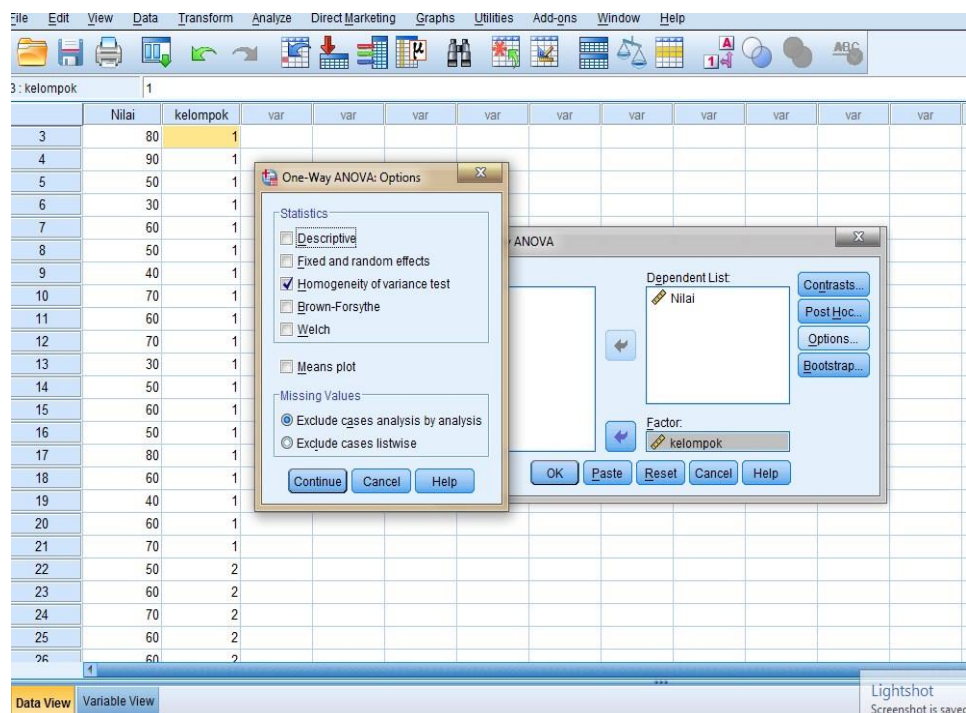 File Edit View Data Transform Analyze Direct Marketing Graphs Utilities Add-ons Window Help
3 : kelompok 1
Nilai kelompok var var var var var var var var var var
3 80 1
4 90 1
5 50 1
6 30 1
7 60 1
8 50 1
9 40 1
10 70 1
11 60 1
12 70 1
13 30 1
14 50 1
15 60 1
16 50 1
17 80 1
18 60 1
19 40 1
20 60 1
21 70 1
22 50 2
23 60 2
24 70 2
25 60 2
26 60 2
One-Way ANOVA: Options
Statistics
Descriptive
Fixed and random effects
Homogeneity of variance test
Brown-Forsythe
Welch
Means plot
Missing Values
Exclude cases analysis by analysis
Exclude cases listwise
Continue Cancel Help
ANOVA
Dependent List:
Nilai
Factor:
kelompok
Contrasts...
Post Hoc...
Options...
Bootstrap...
OK Paste Reset Cancel Help
Data View Variable View
Lightshot
Screenshot is saved